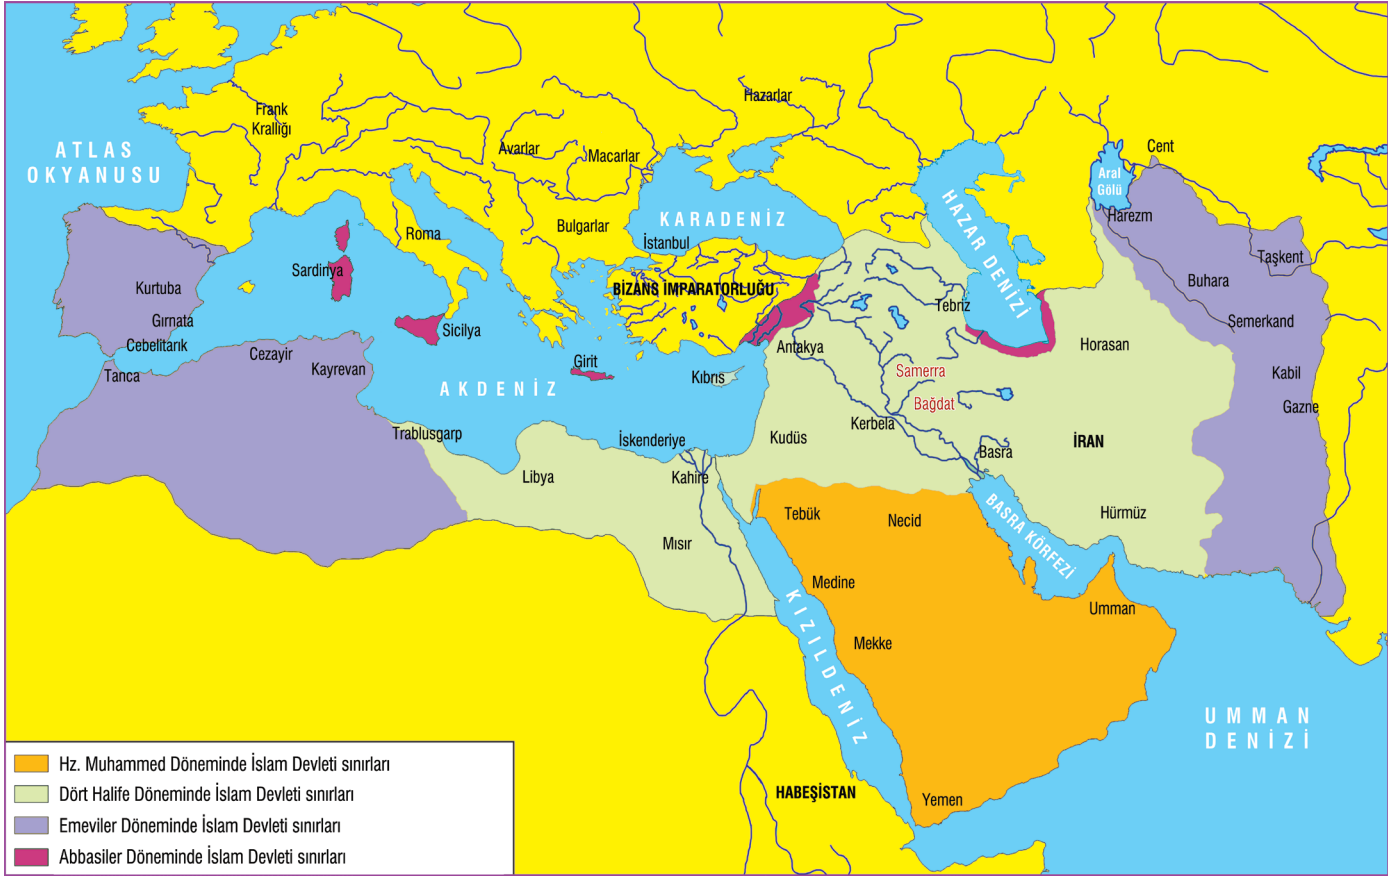 Frank
Krallığı
Hazarlar
Avarlar
Macarlar
Cent
ATLAS
OKYANUSU
Aral
Gölü
Harezm
KARADENİZ
Bulgarlar
Roma
İstanbul
HAZAR DENİZİ
Taşkent
Sardinya
Kurtuba
BİZANS İMPARATORLUĞU
Buhara
Tebriz
Gırnata
Sicilya
Şemerkand
Cebelitarık
Cezayir
Antakya
Horasan
Kayrevan
Girit
Kıbrıs
Samerra
Kabil
Tanca
AKDENİZ
Bağdat
Gazne
Trablusgarp
İskenderiye
Kudüs
Kerbela
İRAN
Basra
Libya
Kahire
BASRA KÖRFEZİ
Tebük
Necid
Hürmüz
Mısır
Medine
Umman
KIZILDENİZ
Mekke
UMMAN
DENİZİ
HABEŞİSTAN
Yemen
Hz. Muhammed Döneminde İslam Devleti sınırları
Dört Halife Döneminde İslam Devleti sınırları
Emeviler Döneminde İslam Devleti sınırları
Abbasiler Döneminde İslam Devleti sınırları